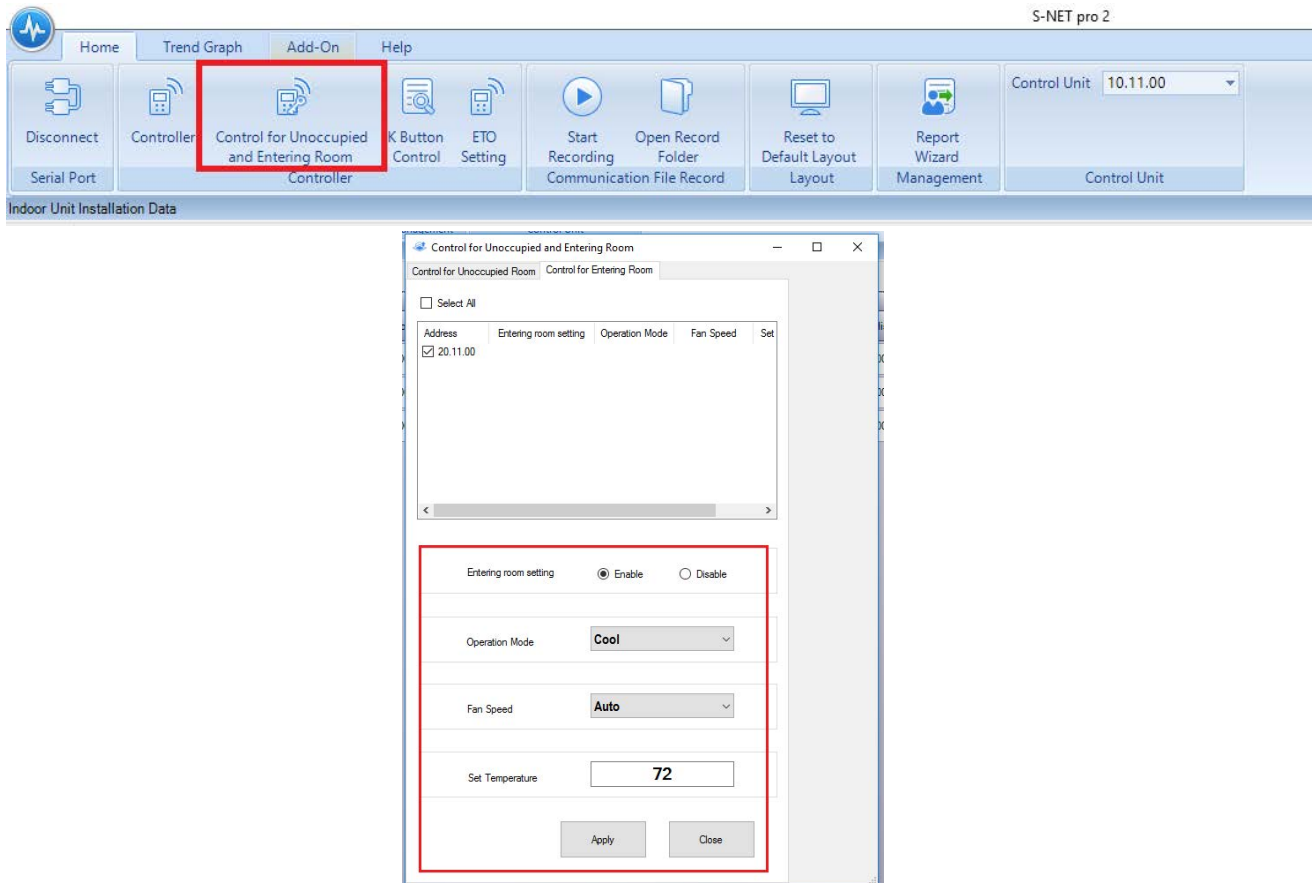 S-NET pro 2
Home Trend Graph Add-On Help
Control Unit 10.11.00
Disconnect Controller Control for Unoccupied K Button ETO Start Open Record Reset to Report
and Entering Room Control Setting Recording Folder Default Layout Wizard
Serial Port Controller Communication File Record Layout Management Control Unit
Indoor Unit Installation Data
Control for Unoccupied and Entering Room
Control for Unoccupied Room Control for Entering Room
Select All
Address Entering room setting Operation Mode Fan Speed Set
20.11.00
Entering room setting Enable Disable
Operation Mode Cool
Fan Speed Auto
Set Temperature 72
Apply Close